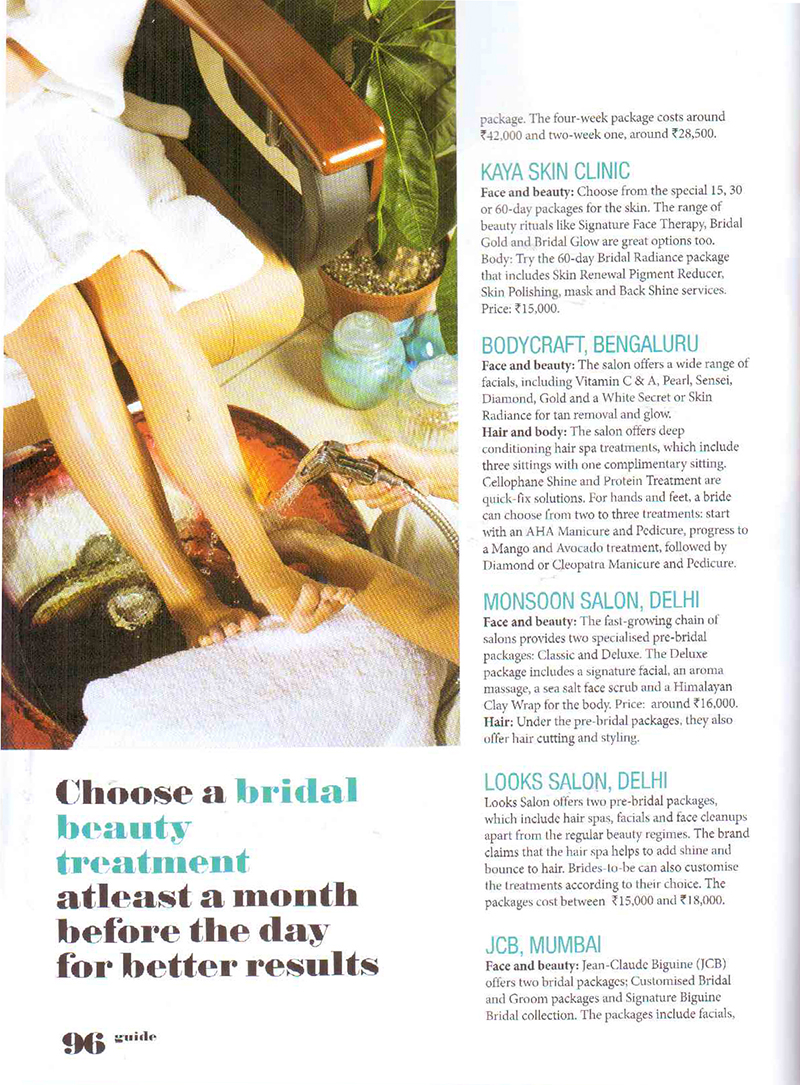 package. The four-week package costs around
₹42,000 and two-week one, around ₹28,500.
KAYA SKIN CLINIC
Face and beauty: Choose from the special 15, 30
or 60-day packages for the skin. The range of
beauty rituals like Signature Face Therapy, Bridal
Gold and Bridal Glow are great options too.
Body: Try the 60-day Bridal Radiance package
that includes Skin Renewal Pigment Reducer,
Skin Polishing, mask and Back Shine services.
Price: ₹15,000.
BODYCRAFT, BENGALURU
Face and beauty: The salon offers a wide range of
facials, including Vitamin C & A, Pearl, Sensei,
Diamond, Gold and a White Secret or Skin
Radiance for tan removal and glow.
Hair and body: The salon offers deep
conditioning hair spa treatments, which include
three sittings with one complimentary sitting.
Cellophane Shine and Protein Treatment are
quick-fix solutions. For hands and feet, a bride
can choose from two to three treatments: start
with an AHA Manicure and Pedicure, progress to
a Mango and Avocado treatment, followed by
Diamond or Cleopatra Manicure and Pedicure.
MONSOON SALON, DELHI
Face and beauty: The fast-growing chain of
salons provides two specialised pre-bridal
packages: Classic and Deluxe. The Deluxe
package includes a signature facial, an aroma
massage, a sea salt face scrub and a Himalayan
Clay Wrap for the body. Price: around ₹16,000.
Hair: Under the pre-bridal packages, they also
offer hair cutting and styling.
LOOKS SALON, DELHI
Looks Salon offers two pre-bridal packages,
which include hair spas, facials and face cleanups
apart from the regular beauty regimes. The brand
claims that the hair spa helps to add shine and
bounce to hair. Brides-to-be can also customise
the treatments according to their choice. The
packages cost between ₹15,000 and ₹18,000.
JCB, MUMBAI
Face and beauty: Jean-Claude Biguine (JCB)
offers two bridal packages; Customised Bridal
and Groom packages and Signature Biguine
Bridal collection. The packages include facials,
Choose a bridal
beauty
treatment
atleast a month
before the day
for better results
96 guide